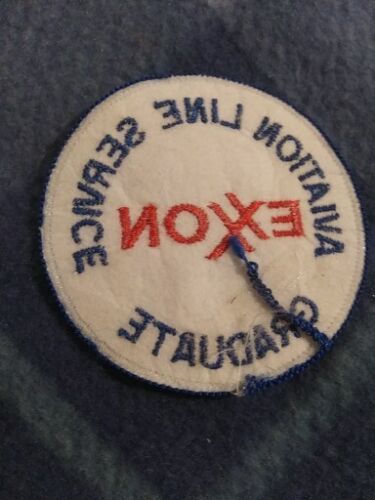 AVIATION LINE SERVICE
EXXON
GRADUATE